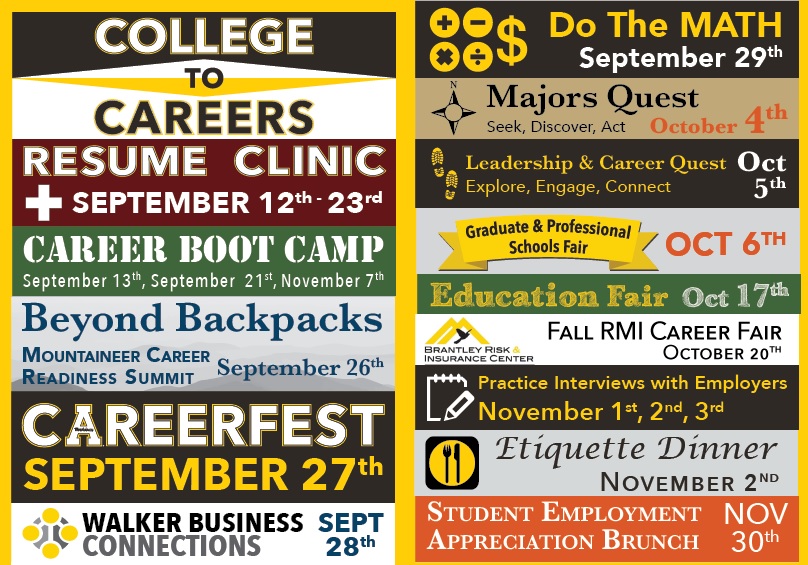 COLLEGE
TO
CAREERS
RESUME CLINIC
SEPTEMBER 12th - 23rd
CAREER BOOT CAMP
September 13th, September 21st, November 7th
Beyond Backpacks
MOUNTAINEER CAREER
READINESS SUMMIT
September 26th
CAREERFEST
SEPTEMBER 27th
WALKER BUSINESS
CONNECTIONS
SEPT
28th
$
Do The MATH
September 29th
N
Majors Quest
Seek, Discover, Act
October 4th
Leadership & Career Quest
Explore, Engage, Connect
Oct
5th
Graduate & Professional
Schools Fair
OCT 6TH
Education Fair Oct 17th
BRANTLEY RISK &
INSURANCE CENTER
FALL RMI CAREER FAIR
OCTOBER 20TH
Practice Interviews with Employers
November 1st, 2nd, 3rd
Etiquette Dinner
NOVEMBER 2ND
STUDENT EMPLOYMENT
APPRECIATION BRUNCH
NOV
30th